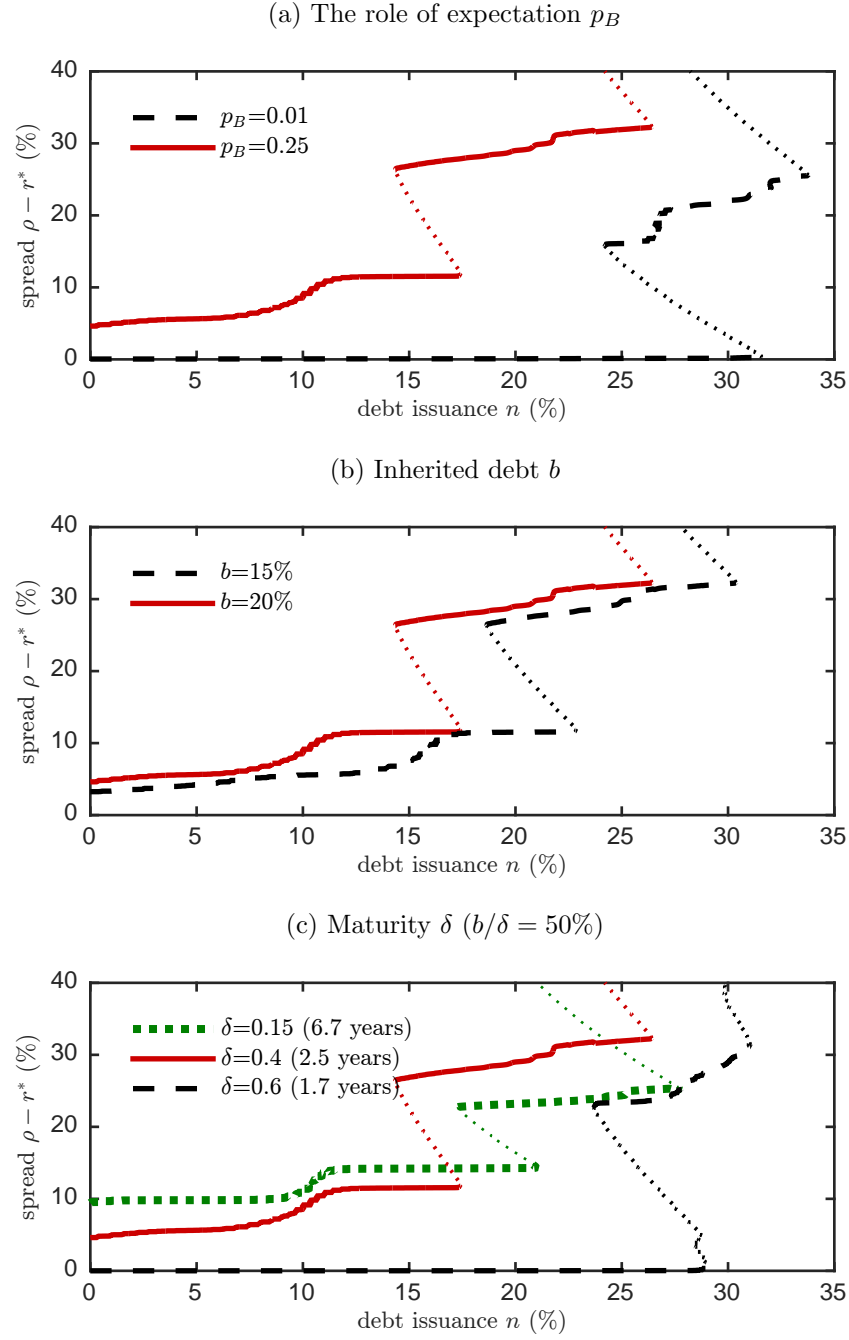 (a) The role of expectation p_B
40
30
20
10
0
spread ρ − r* (%)
p_B=0.01
p_B=0.25
0 5 10 15 20 25 30 35
debt issuance n (%)
(b) Inherited debt b
40
30
20
10
0
spread ρ − r* (%)
b=15%
b=20%
0 5 10 15 20 25 30 35
debt issuance n (%)
(c) Maturity δ (b/δ = 50%)
40
30
20
10
0
spread ρ − r* (%)
δ=0.15 (6.7 years)
δ=0.4 (2.5 years)
δ=0.6 (1.7 years)
0 5 10 15 20 25 30 35
debt issuance n (%)